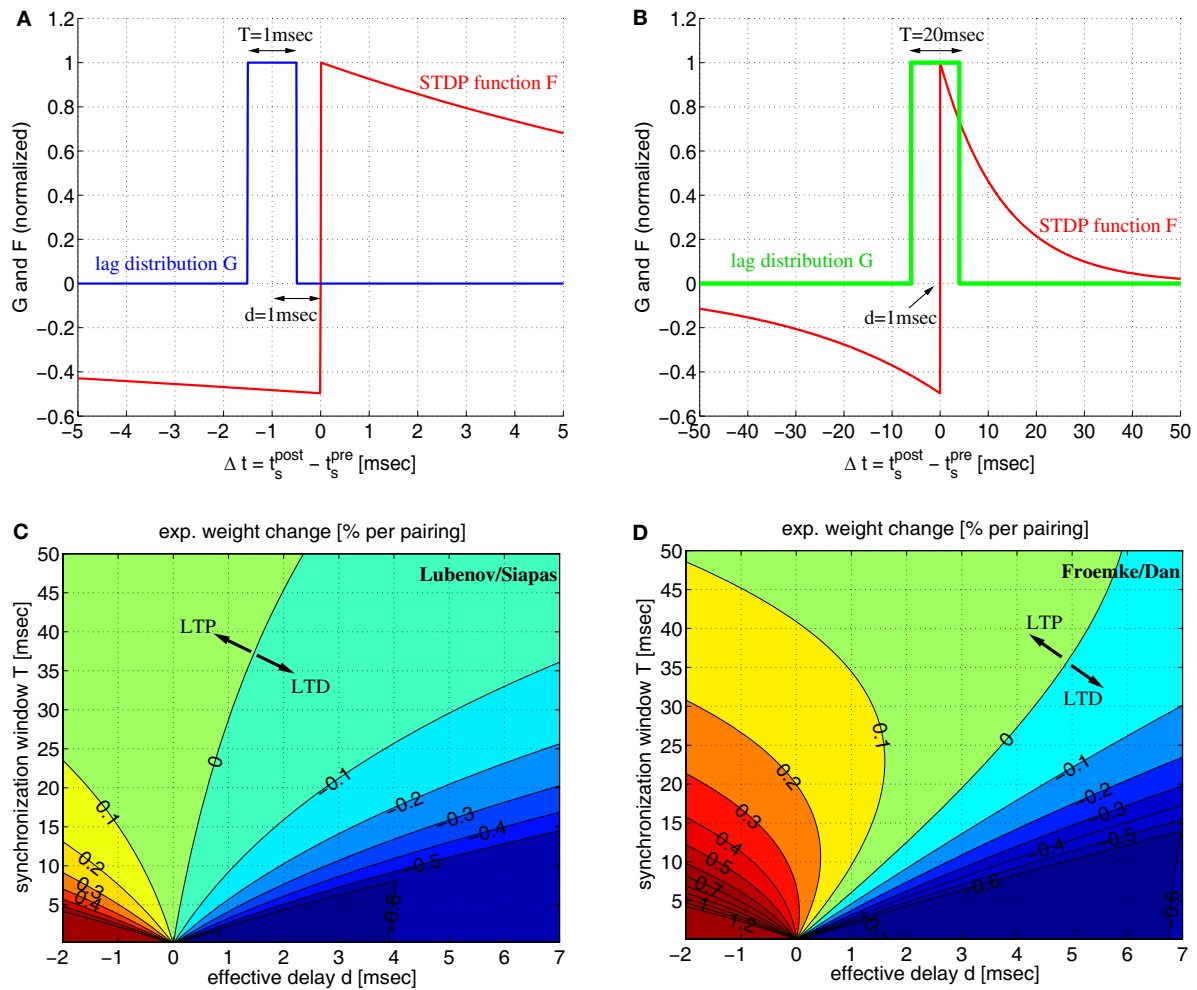 A
1.2
1
0.8
0.6
0.4
0.2
0
−0.2
−0.4
−0.6
G and F (normalized)
T=1msec
STDP function F
lag distribution G
d=1msec
−5 −4 −3 −2 −1 0 1 2 3 4 5
Δ t = t_s^post − t_s^pre [msec]
B
1.2
1
0.8
0.6
0.4
0.2
0
−0.2
−0.4
−0.6
G and F (normalized)
T=20msec
STDP function F
lag distribution G
d=1msec
−50 −40 −30 −20 −10 0 10 20 30 40 50
Δ t = t_s^post − t_s^pre [msec]
C
exp. weight change [% per pairing]
Lubenov/Siapas
50
45
40
35
30
25
20
15
10
5
synchronization window T [msec]
LTP
LTD
0
0.1
0.2
0.3
0.4
−0.1
−0.2
−0.3
−0.4
−0.5
−0.6
−2 −1 0 1 2 3 4 5 6 7
effective delay d [msec]
D
exp. weight change [% per pairing]
Froemke/Dan
50
45
40
35
30
25
20
15
10
5
synchronization window T [msec]
LTP
LTD
0.1
0
0.2
0.3
0.4
0.5
0.7
1
1.2
−0.1
−0.2
−0.3
−0.4
−0.5
−0.6
−0.6
−2 −1 0 1 2 3 4 5 6 7
effective delay d [msec]